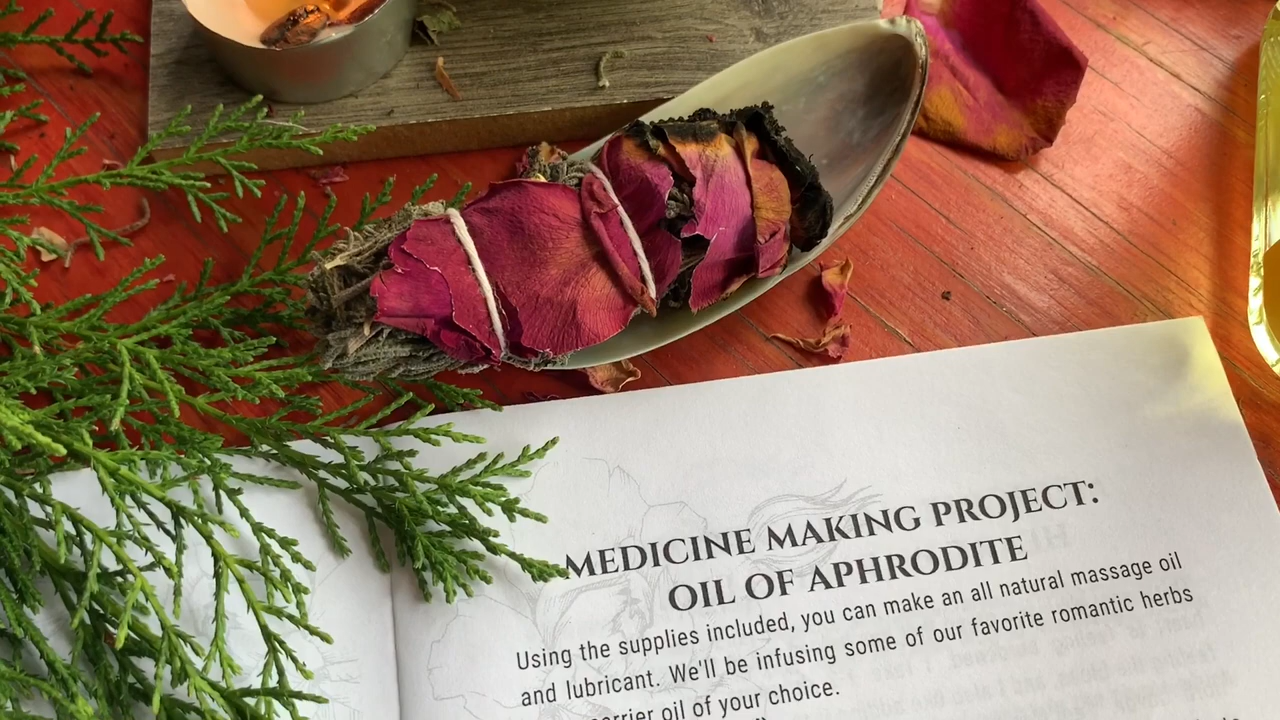 MEDICINE MAKING PROJECT:
OIL OF APHRODITE
Using the supplies included, you can make an all natural massage oil
and lubricant. We'll be infusing some of our favorite romantic herbs
carrier oil of your choice.